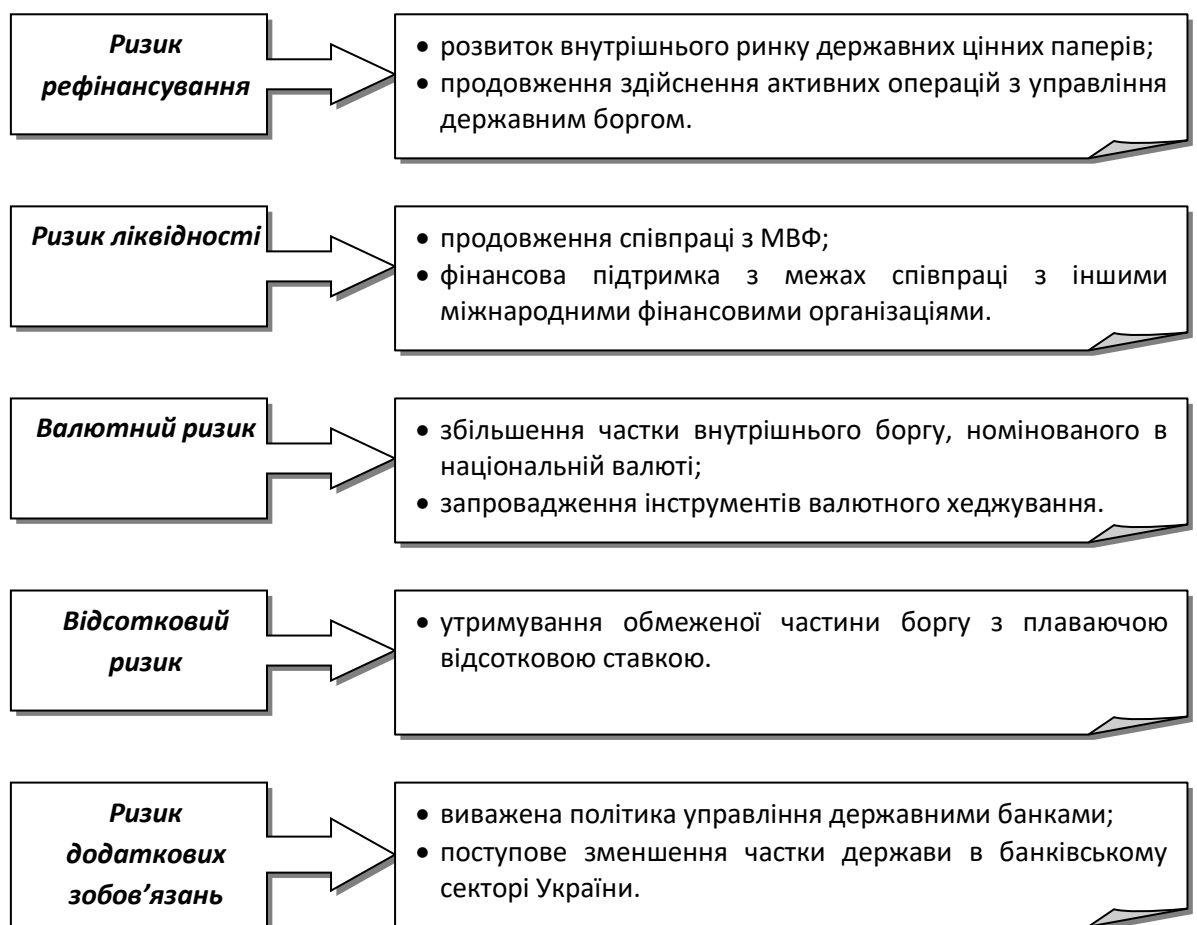 Ризик
рефінансування
• розвиток внутрішнього ринку державних цінних паперів;
• продовження здійснення активних операцій з управління
державним боргом.
Ризик ліквідності
• продовження співпраці з МВФ;
• фінансова підтримка з межах співпраці з іншими
міжнародними фінансовими організаціями.
Валютний ризик
• збільшення частки внутрішнього боргу, номінованого в
національній валюті;
• запровадження інструментів валютного хеджування.
Відсотковий
ризик
• утримування обмеженої частини боргу з плаваючою
відсотковою ставкою.
Ризик
додаткових
зобов’язань
• виважена політика управління державними банками;
• поступове зменшення частки держави в банківському
секторі України.